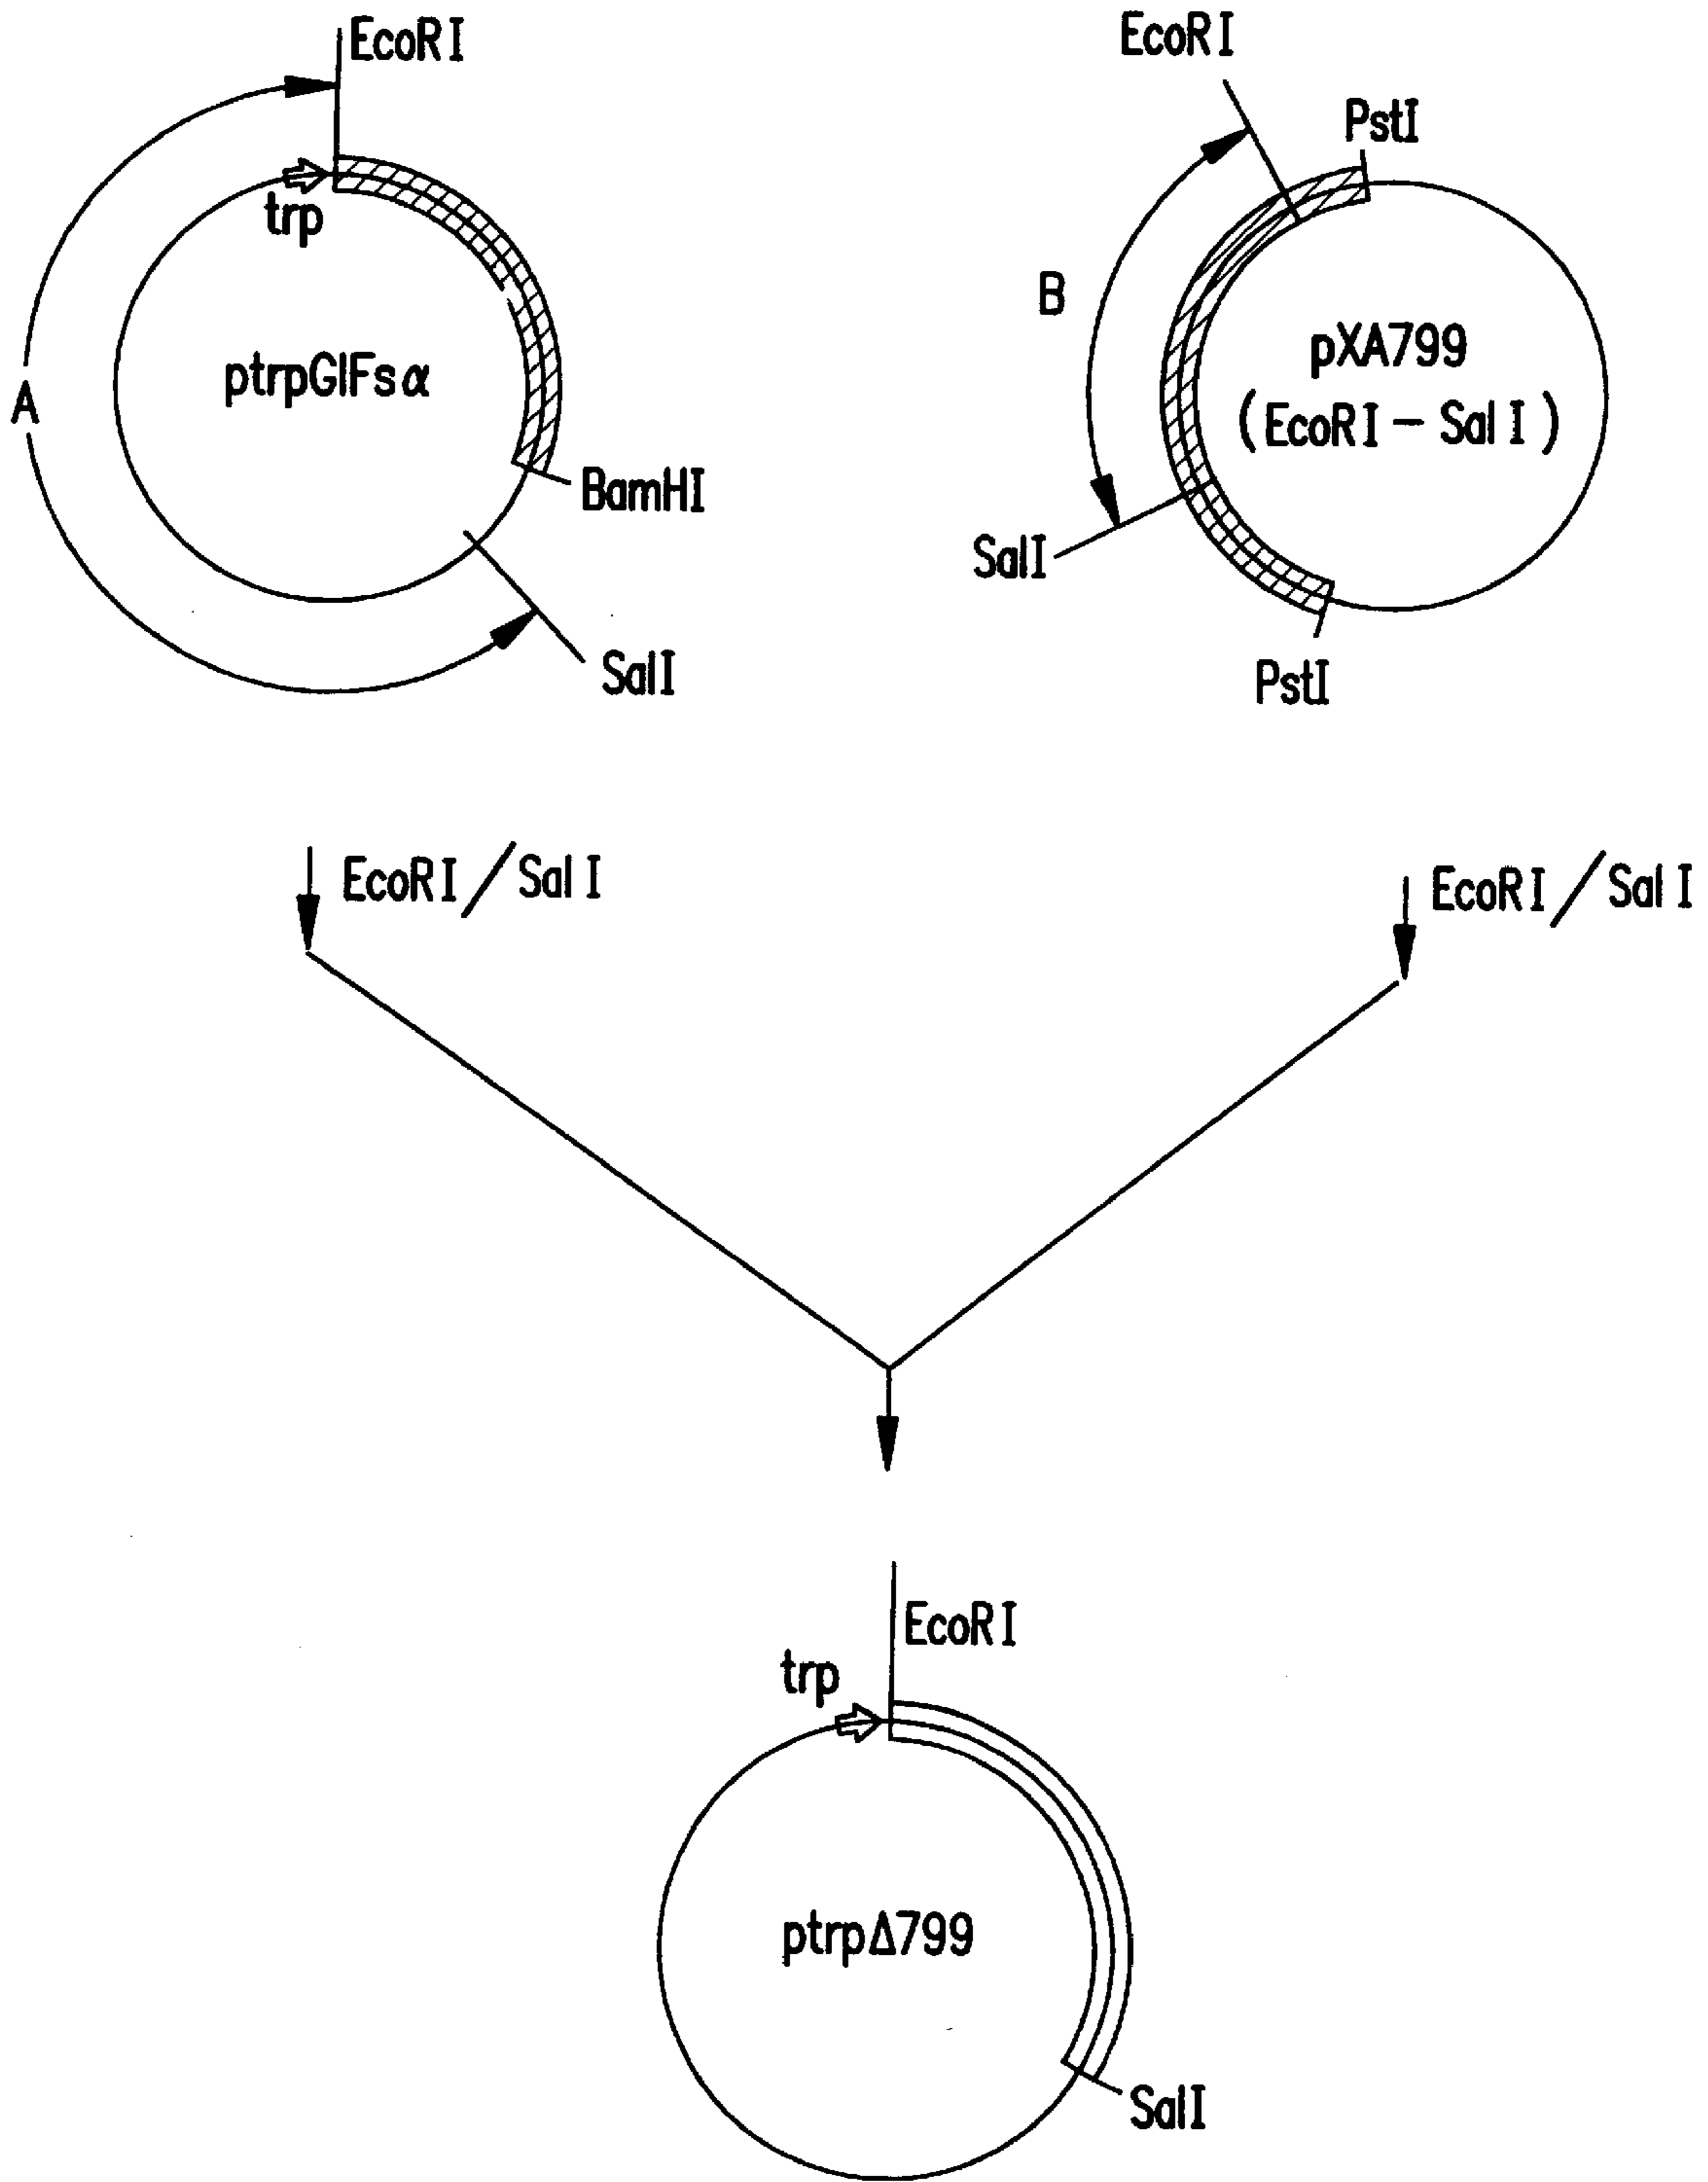 EcoRI
trp
A
ptrpGIFsα
BamHI
SalI
EcoRI
PstI
B
pXA799
(EcoRI-SalI)
SalI
PstI
EcoRI/SalI
EcoRI/SalI
EcoRI
trp
ptrpΔ799
SalI